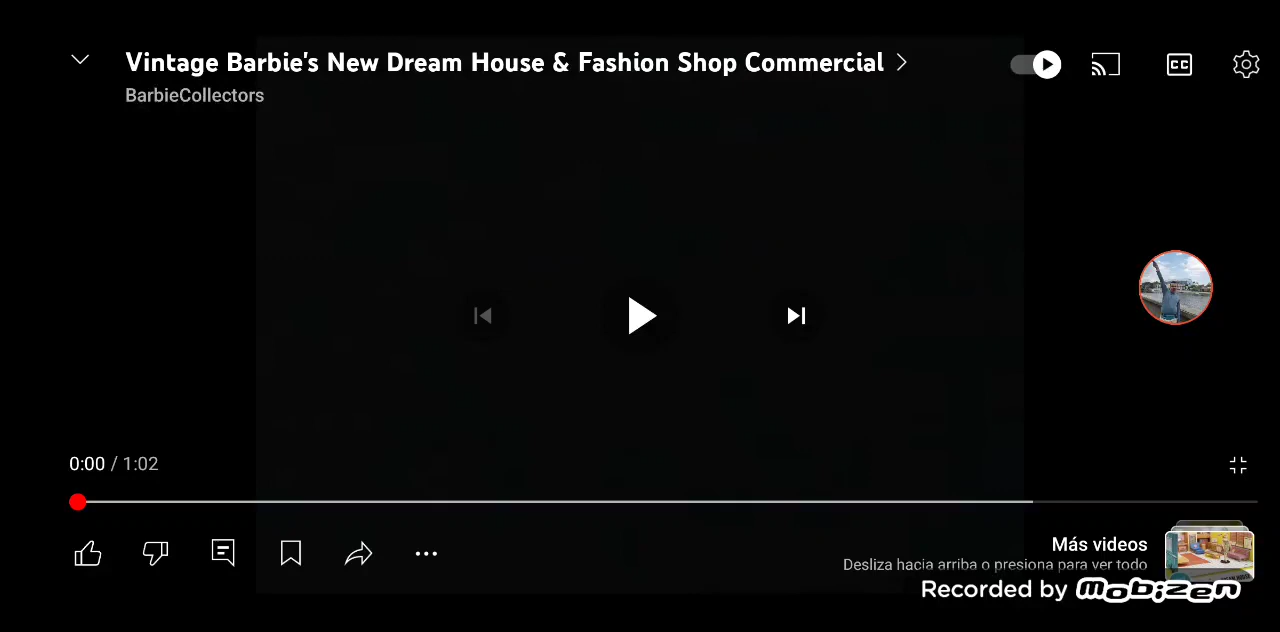 Vintage Barbie's New Dream House & Fashion Shop Commercial
BarbieCollectors
CC
0:00 / 1:02
Más videos
Desliza hacia arriba o presiona para ver todo
Recorded by mobizen